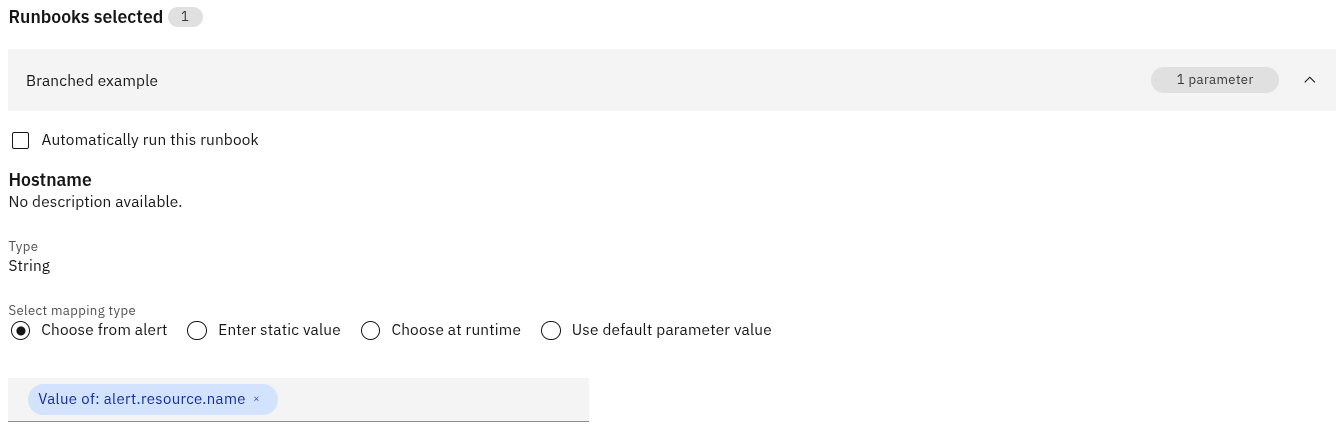 Runbooks selected 1
Branched example 1 parameter
Automatically run this runbook
Hostname
No description available.
Type
String
Select mapping type
Choose from alert Enter static value Choose at runtime Use default parameter value
Value of: alert.resource.name ×